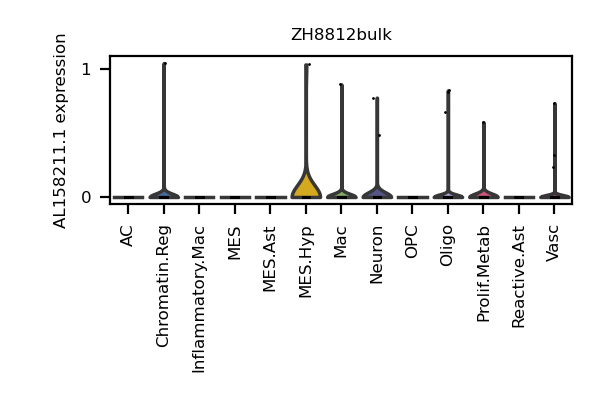 ZH8812bulk
AL158211.1 expression
1
0
AC
Chromatin.Reg
Inflammatory.Mac
MES
MES.Ast
MES.Hyp
Mac
Neuron
OPC
Oligo
Prolif.Metab
Reactive.Ast
Vasc